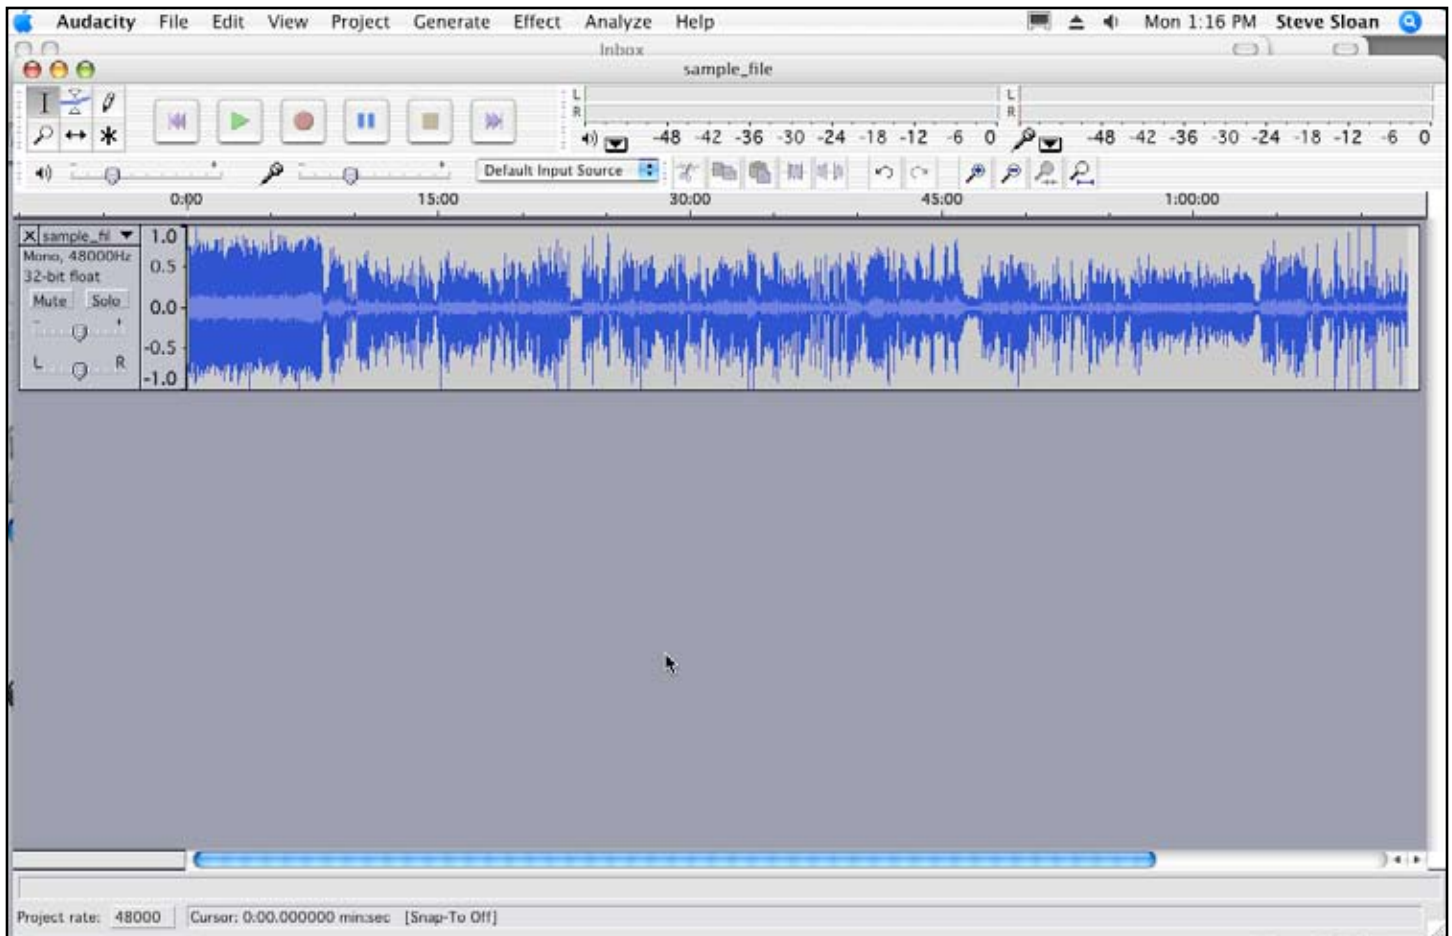 Audacity File Edit View Project Generate Effect Analyze Help Mon 1:16 PM Steve Sloan
Inbox
sample_file
L L
R R
-48 -42 -36 -30 -24 -18 -12 -6 0 -48 -42 -36 -30 -24 -18 -12 -6 0
- + - + Default Input Source
0:00 15:00 30:00 45:00 1:00:00
X sample_fil 1.0
Mono, 48000Hz
32-bit float 0.5
Mute Solo 0.0
- +
-0.5
L R
-1.0
Project rate: 48000 Cursor: 0:00.000000 min:sec [Snap-To Off]